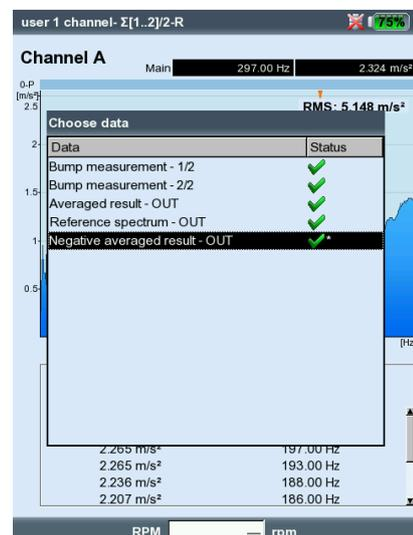 user 1 channel- Σ[1..2]/2-R 75%
Channel A Main 297.00 Hz 2.324 m/s²
0-P
[m/s²]
2.5 RMS: 5.148 m/s²
Choose data
2 Data Status
Bump measurement - 1/2
Bump measurement - 2/2
1.5 Averaged result - OUT
Reference spectrum - OUT
1 Negative averaged result - OUT *
0.5
[Hz
2.265 m/s² 197.00 Hz
2.265 m/s² 193.00 Hz
2.236 m/s² 188.00 Hz
2.207 m/s² 186.00 Hz
RPM — rpm